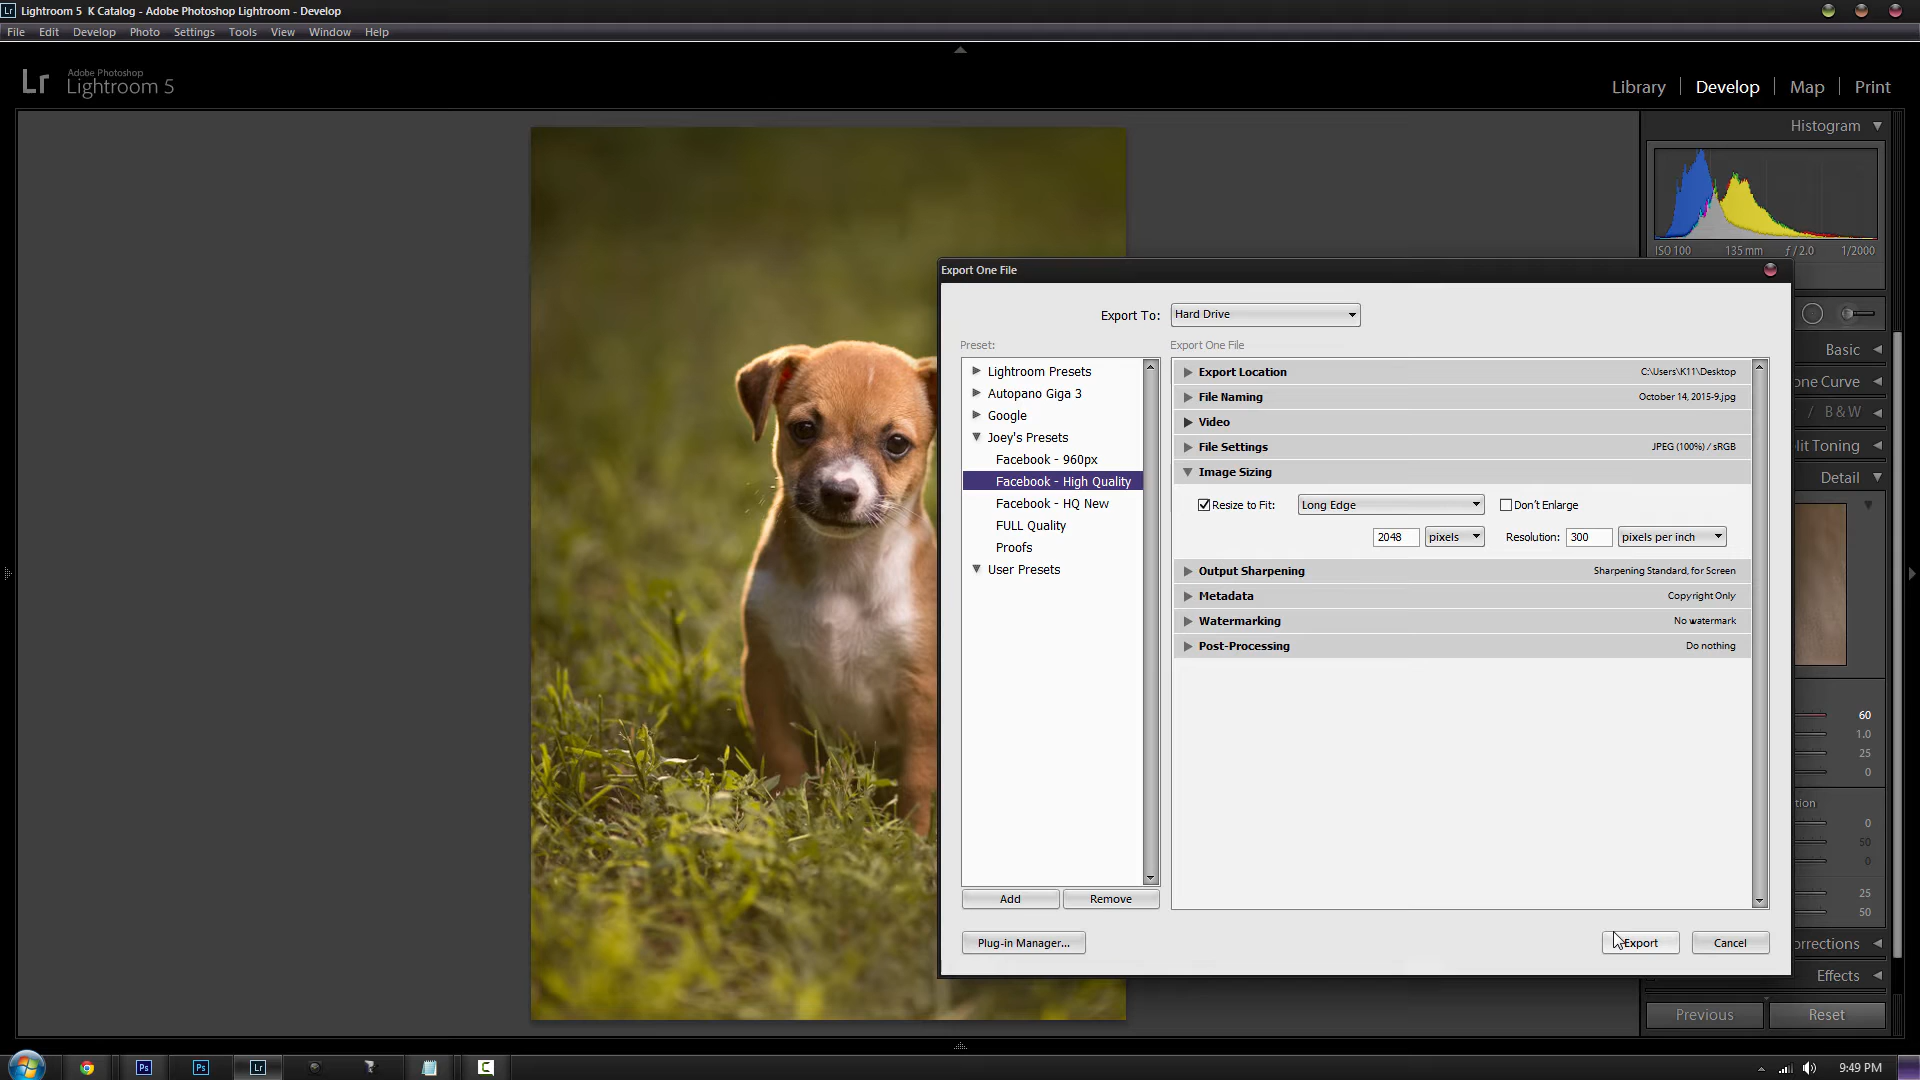 Lr Lightroom 5  K Catalog - Adobe Photoshop Lightroom - Develop
File Edit Develop Photo Settings Tools View Window Help
Lr Adobe Photoshop
Lightroom 5
Library | Develop | Map | Print
Histogram
ISO 100 135 mm ƒ / 2.0 1/2000
Export One File
Export To: Hard Drive
Preset:
Lightroom Presets
Autopano Giga 3
Google
Joey's Presets
Facebook - 960px
Facebook - High Quality
Facebook - HQ New
FULL Quality
Proofs
User Presets
Add Remove
Plug-in Manager...
Export One File
Export Location C:\Users\K11\Desktop
File Naming October 14, 2015-9.jpg
Video
File Settings JPEG (100%) / sRGB
Image Sizing
Resize to Fit: Long Edge Don't Enlarge
2048 pixels Resolution: 300 pixels per inch
Output Sharpening Sharpening Standard, for Screen
Metadata Copyright Only
Watermarking No watermark
Post-Processing Do nothing
Export Cancel
Basic
one Curve
/ B & W
lit Toning
Detail
60
1.0
25
0
tion
0
50
0
25
50
orrections
Effects
Previous Reset
Ps Ps Lr C
9:49 PM